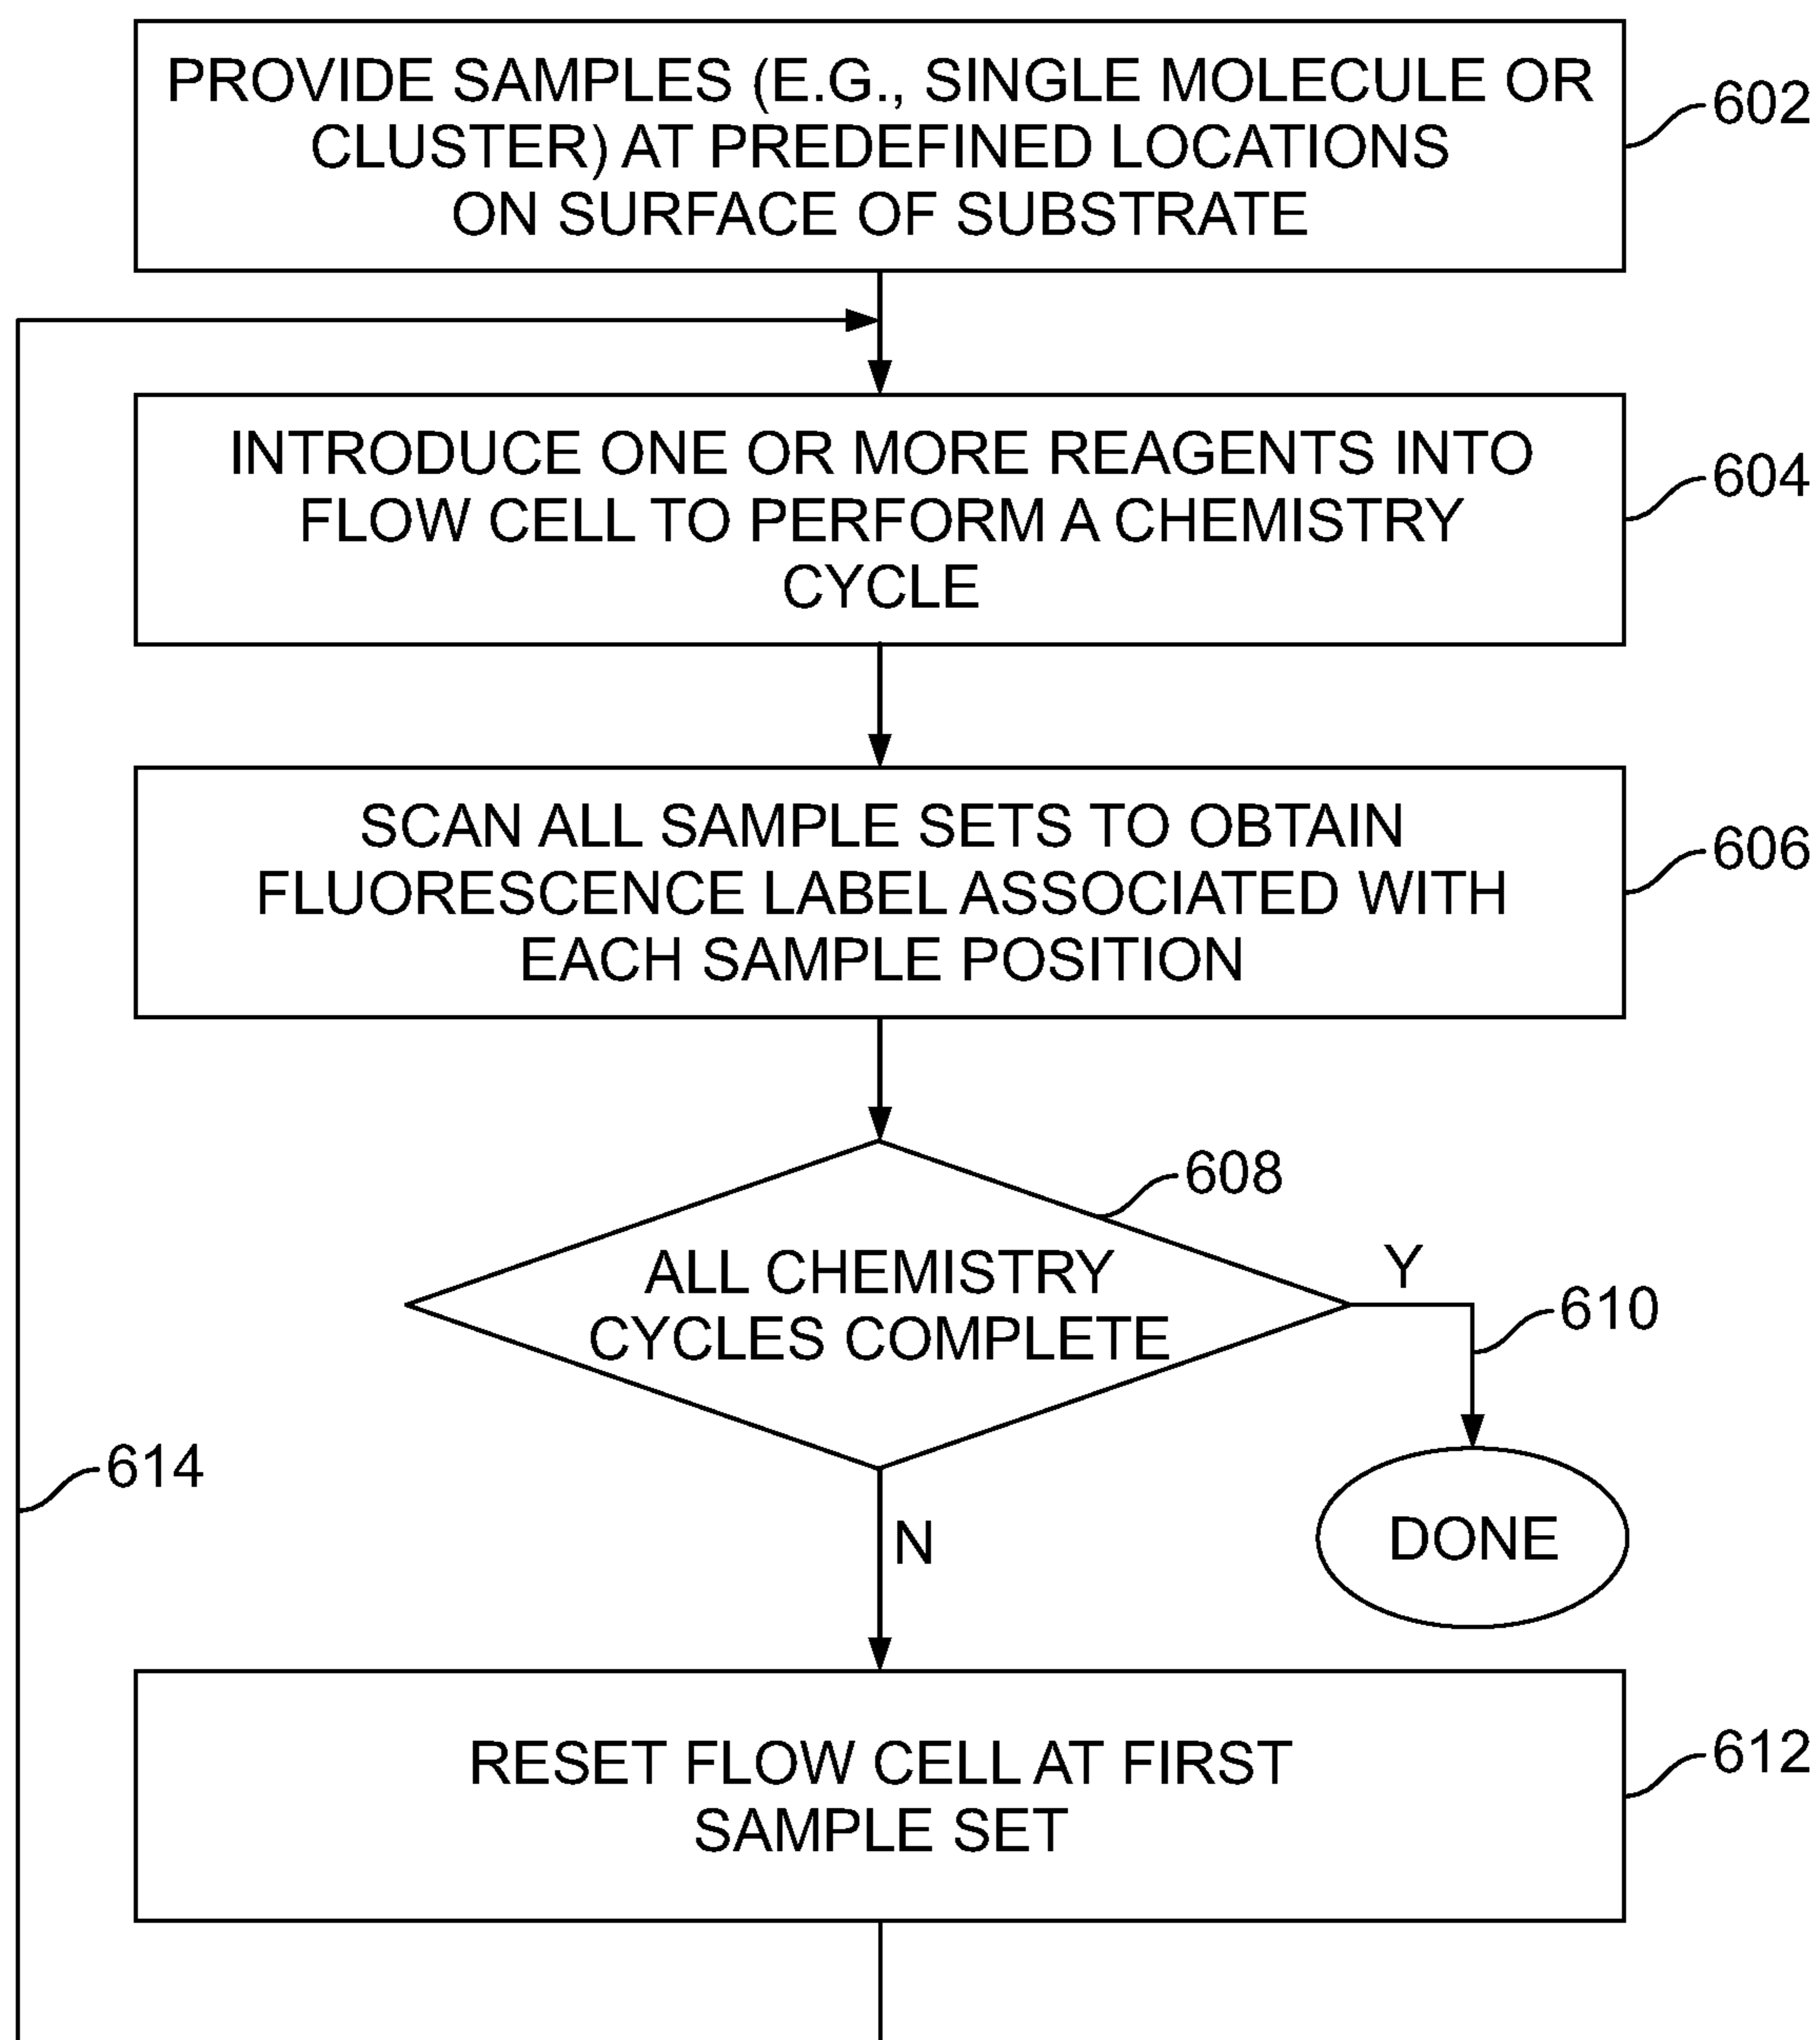 PROVIDE SAMPLES (E.G., SINGLE MOLECULE OR
CLUSTER) AT PREDEFINED LOCATIONS
ON SURFACE OF SUBSTRATE
602
INTRODUCE ONE OR MORE REAGENTS INTO
FLOW CELL TO PERFORM A CHEMISTRY
CYCLE
604
SCAN ALL SAMPLE SETS TO OBTAIN
FLUORESCENCE LABEL ASSOCIATED WITH
EACH SAMPLE POSITION
606
608
ALL CHEMISTRY
CYCLES COMPLETE
Y
610
DONE
614
N
RESET FLOW CELL AT FIRST
SAMPLE SET
612